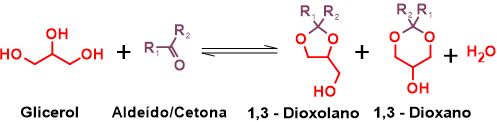 OH
HO OH + R1 R2 O ⇌ R1 R2 O O HO + R2 R1 O O OH + H2O
Glicerol Aldeído/Cetona 1,3 - Dioxolano 1,3 - Dioxano